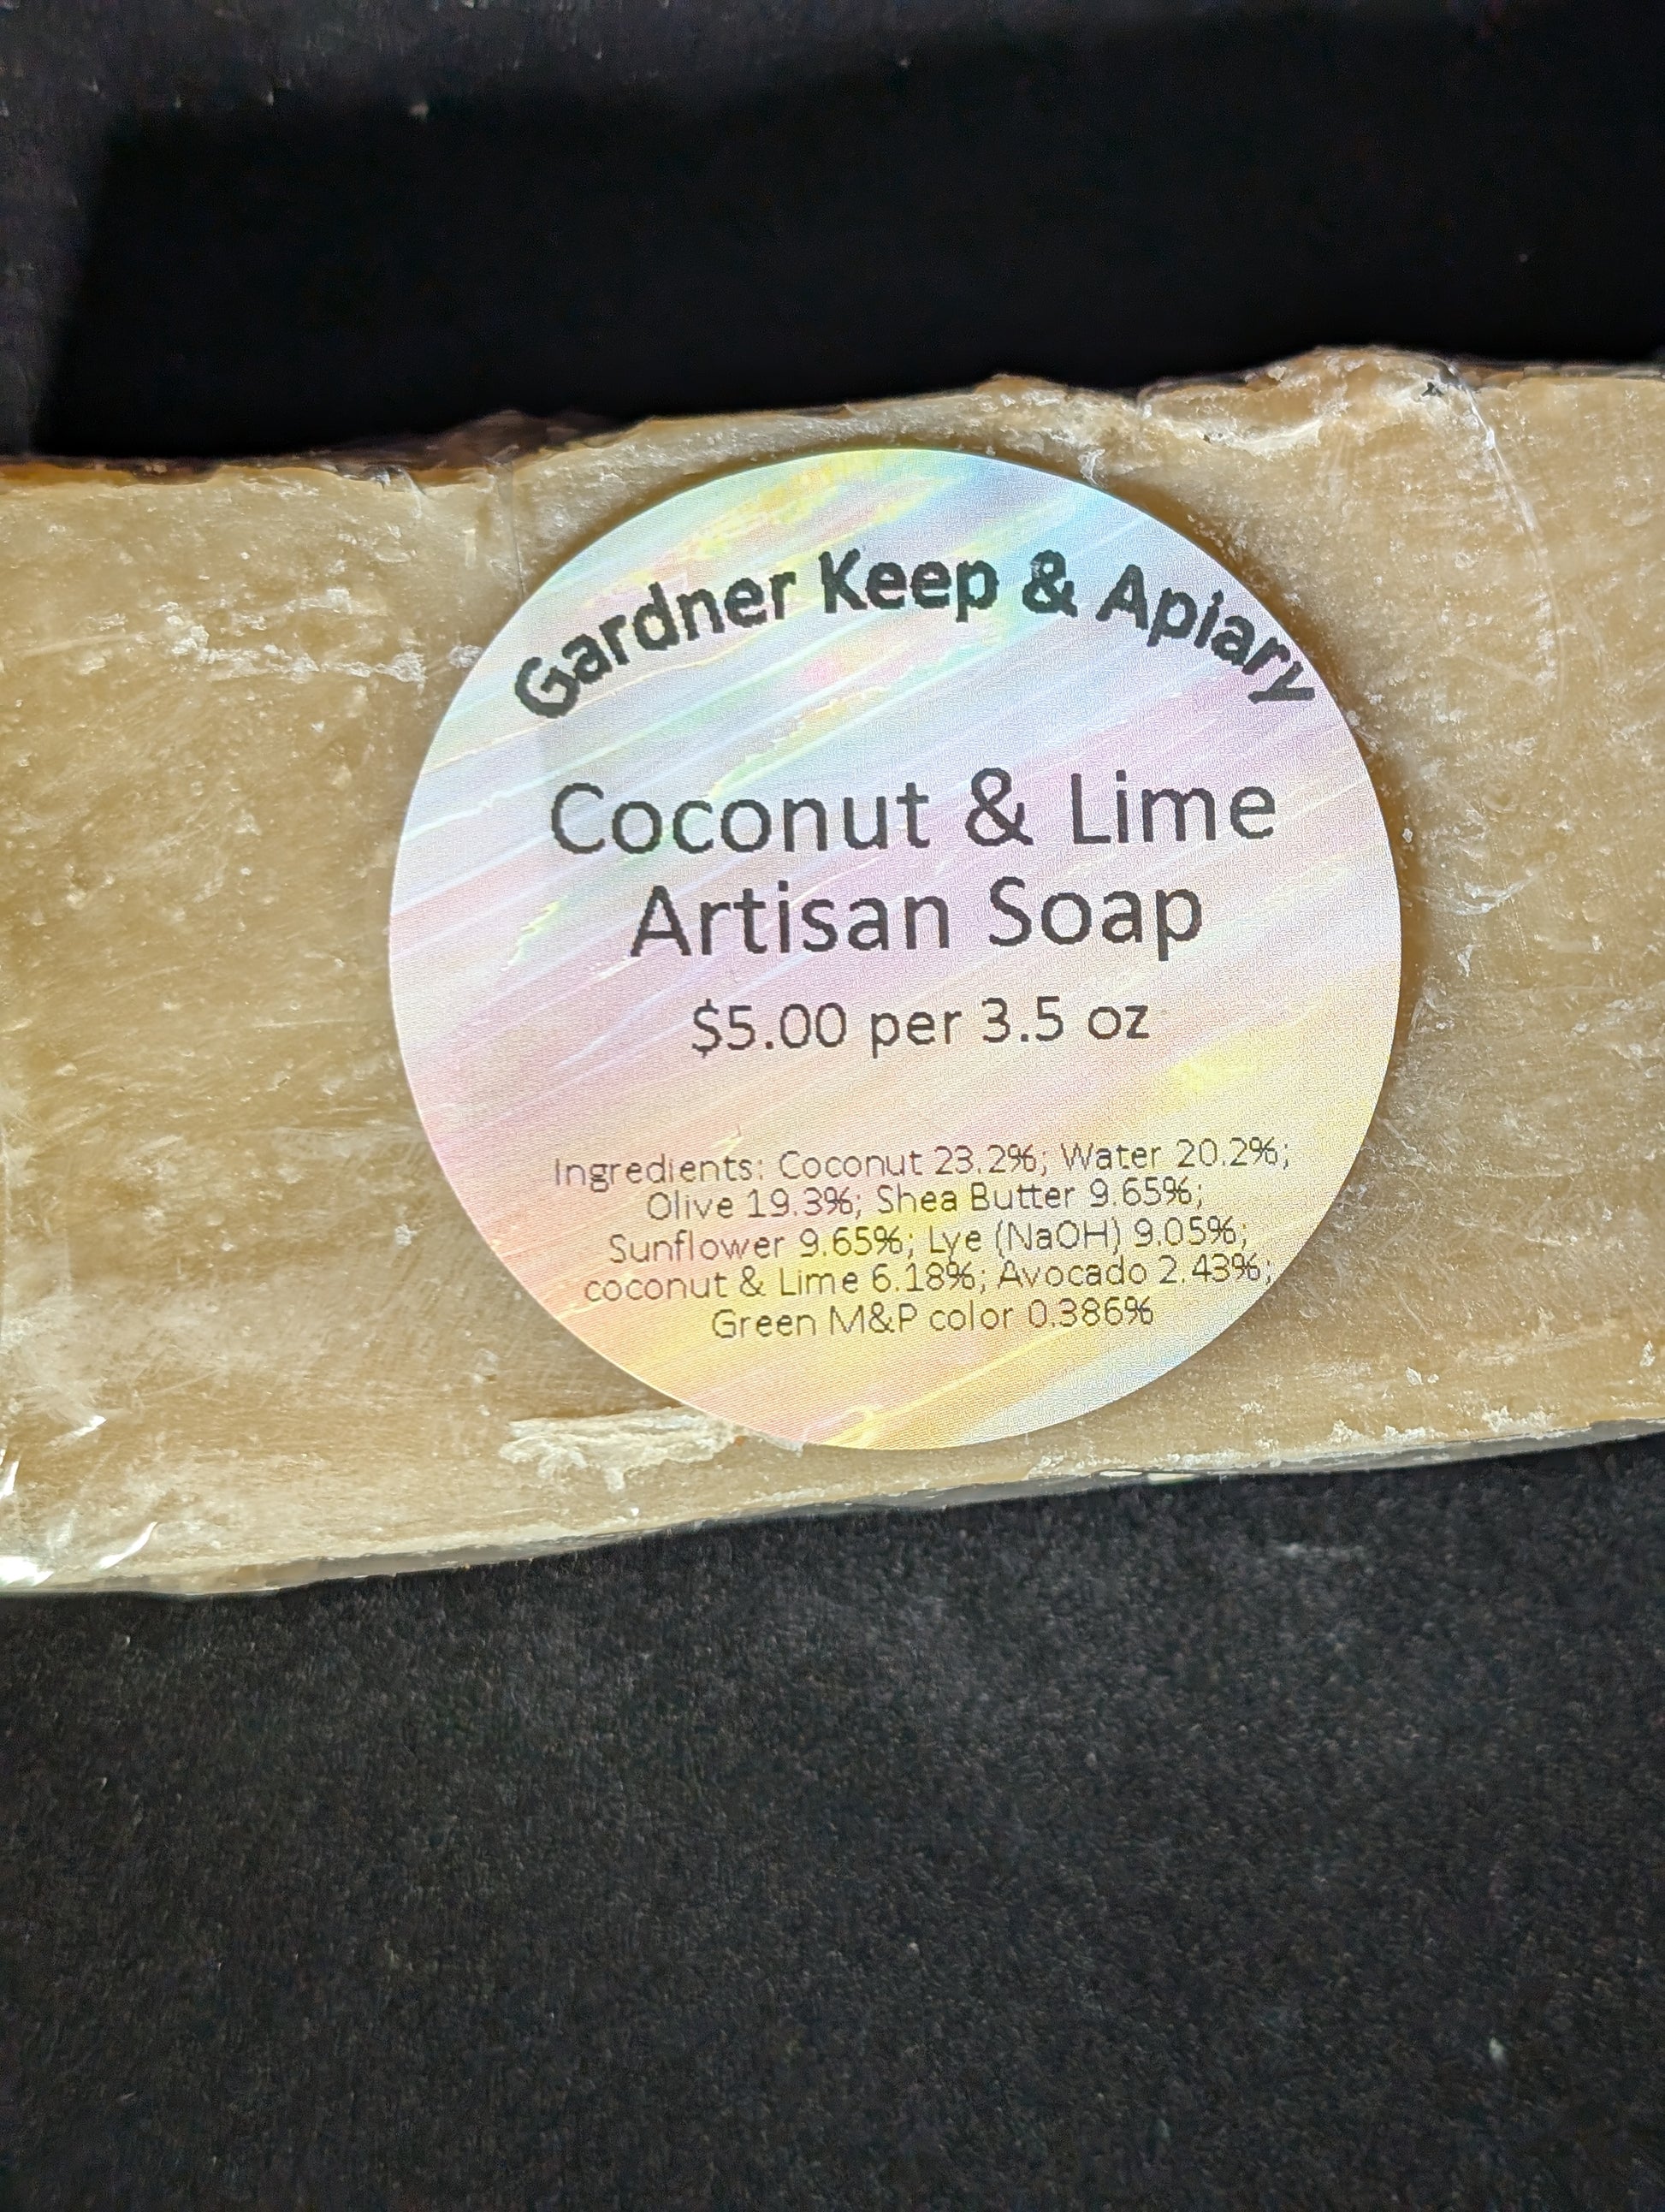 Gardner Keep & Apiary
Coconut & Lime
Artisan Soap
$5.00 per 3.5 oz
Ingredients: Coconut 23.2%; Water 20.2%;
Olive 19.3%; Shea Butter 9.65%;
Sunflower 9.65%; Lye (NaOH) 9.05%;
coconut & Lime 6.18%; Avocado 2.43%;
Green M&P color 0.386%